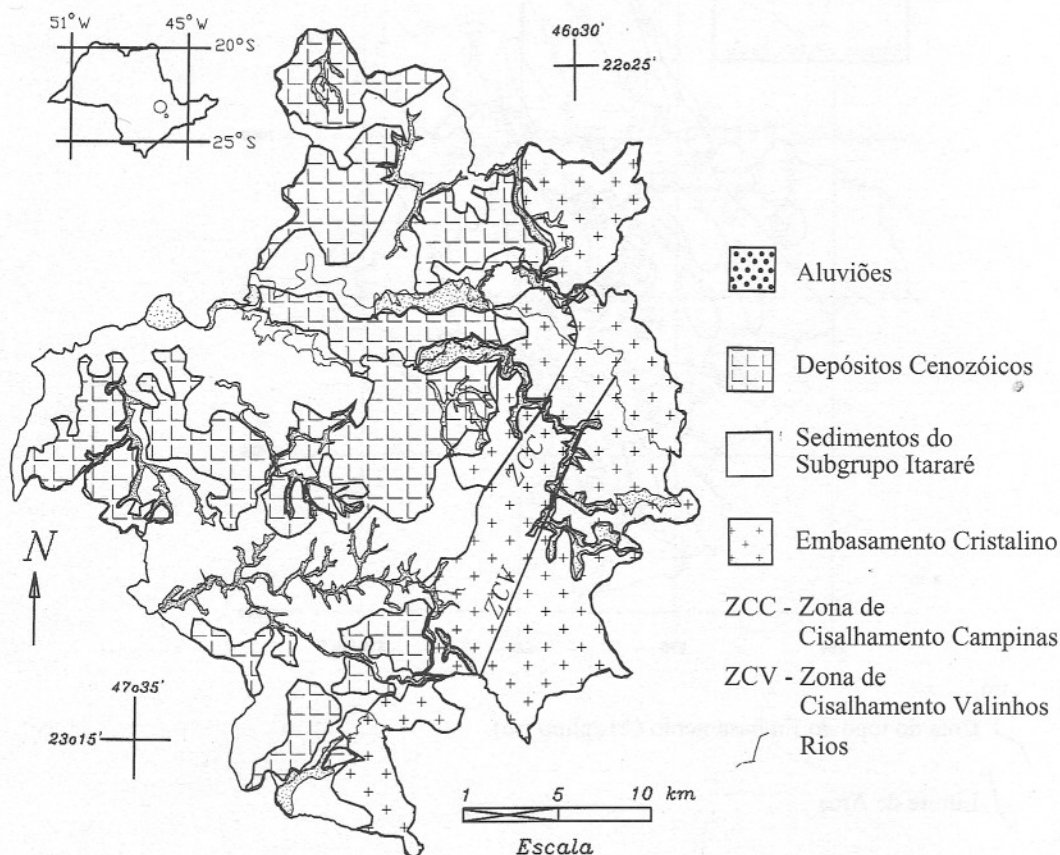 51°W
45°W
20°S
25°S
46o30'
22o25'
Aluviões
Depósitos Cenozóicos
Sedimentos do
Subgrupo Itararé
Embasamento Cristalino
ZCC - Zona de
Cisalhamento Campinas
ZCV - Zona de
Cisalhamento Valinhos
Rios
ZCC
ZCV
N
47o35'
23o15'
1 5 10 km
Escala